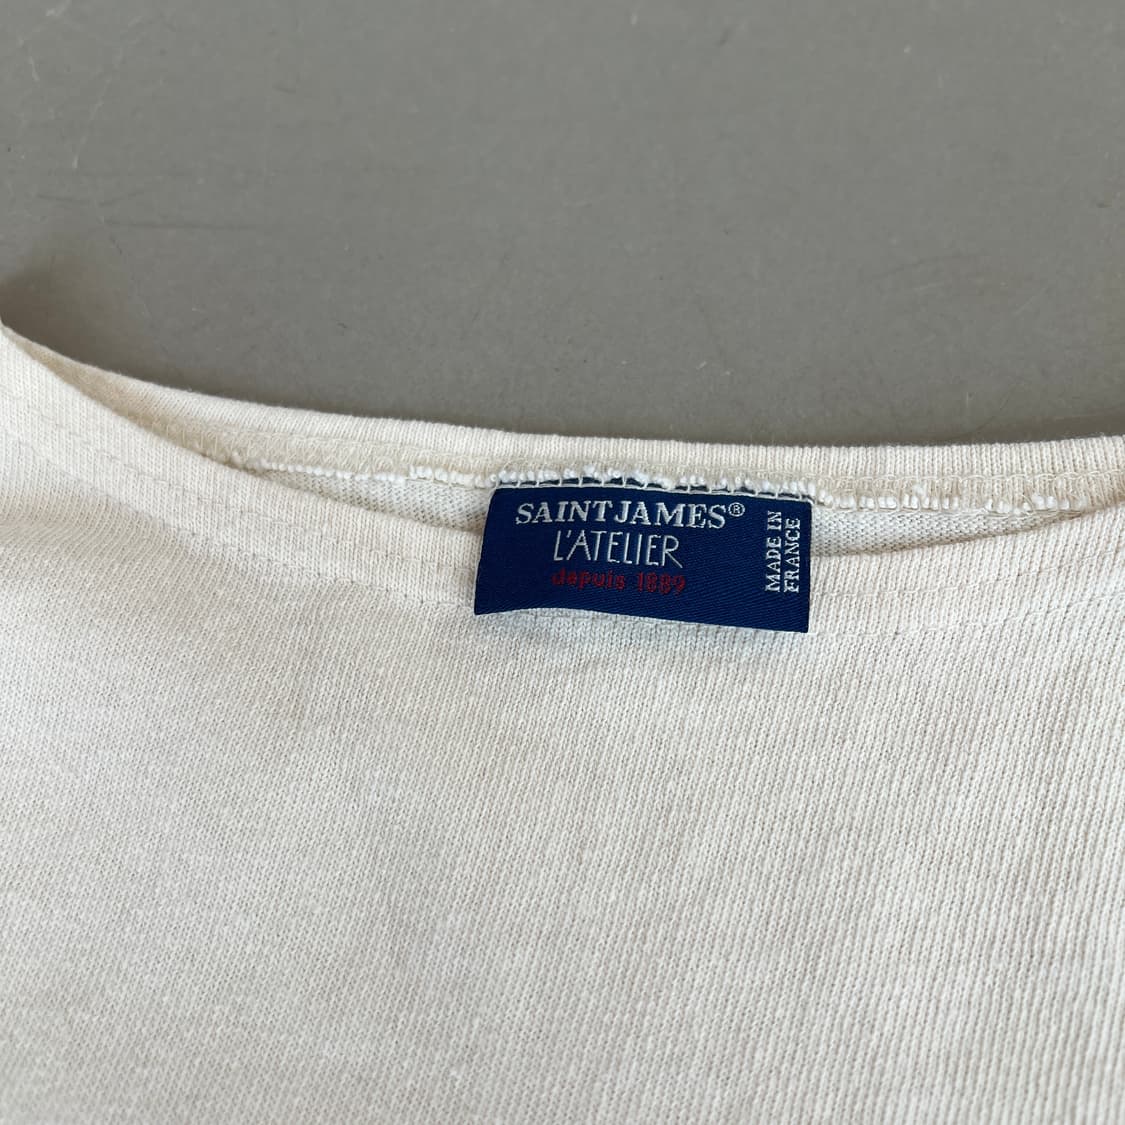 SAINT JAMES®
L'ATELIER
depuis 1889
MADE IN
FRANCE